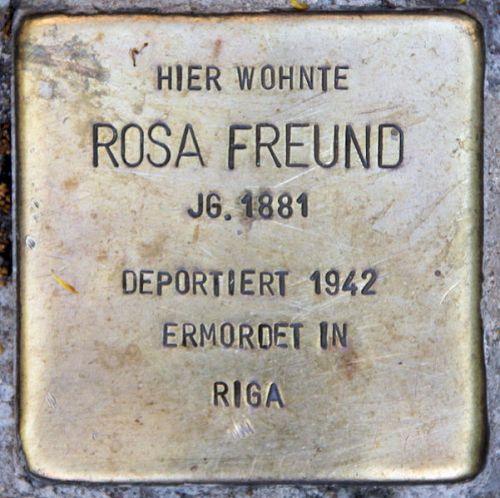 HIER WOHNTE
ROSA FREUND
JG. 1881
DEPORTIERT 1942
ERMORDET IN
RIGA